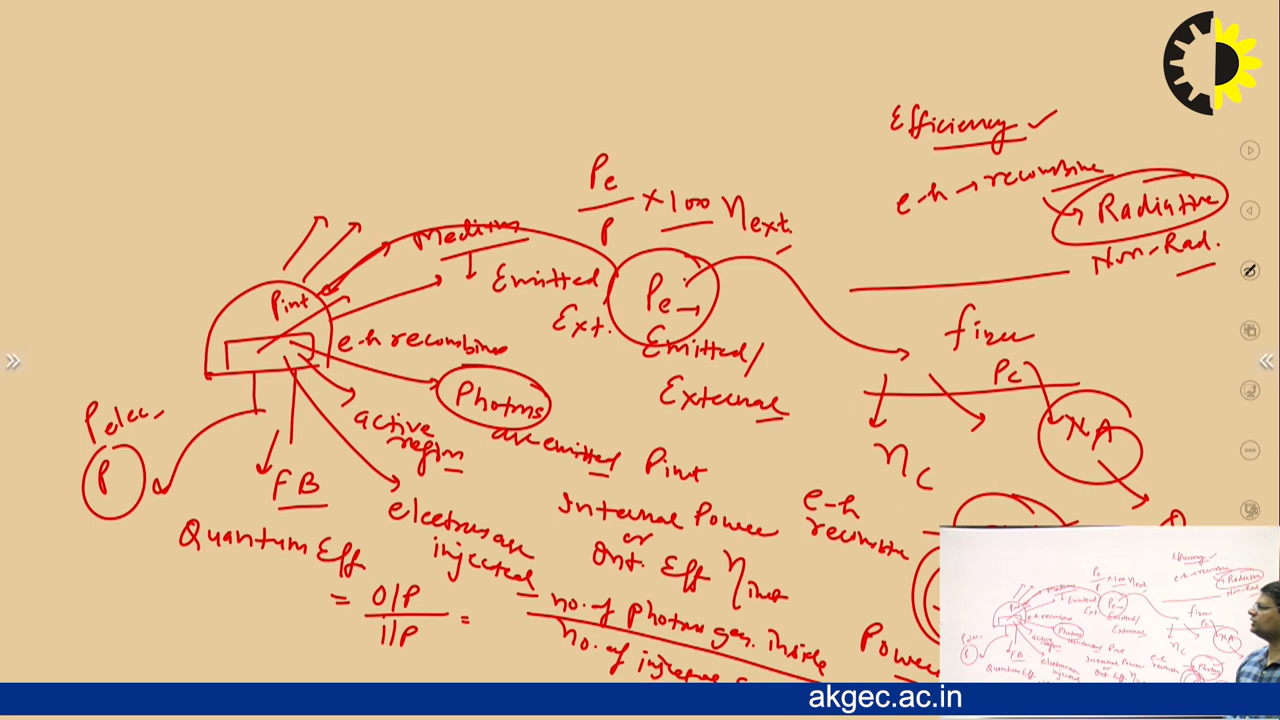 Efficiency ✓
e-h → recombine
Radiative
Non-Rad.
Pe
P
× 100 ηext.
Medium
Emitted
Ext.
Pe →
Emitted/
External
fiber
Pc
N.A
ηc
Pint
e-h recombine
Photons
are emitted
active
region
Pelec.
P
FB
electrons are
injected
Pint
Internal Power
or
Int. Eff ηint
e-h
recombine
Quantum Eff
= O/P
i/P
= no. of photons gen. inside
no. of injected
Power
akgec.ac.in